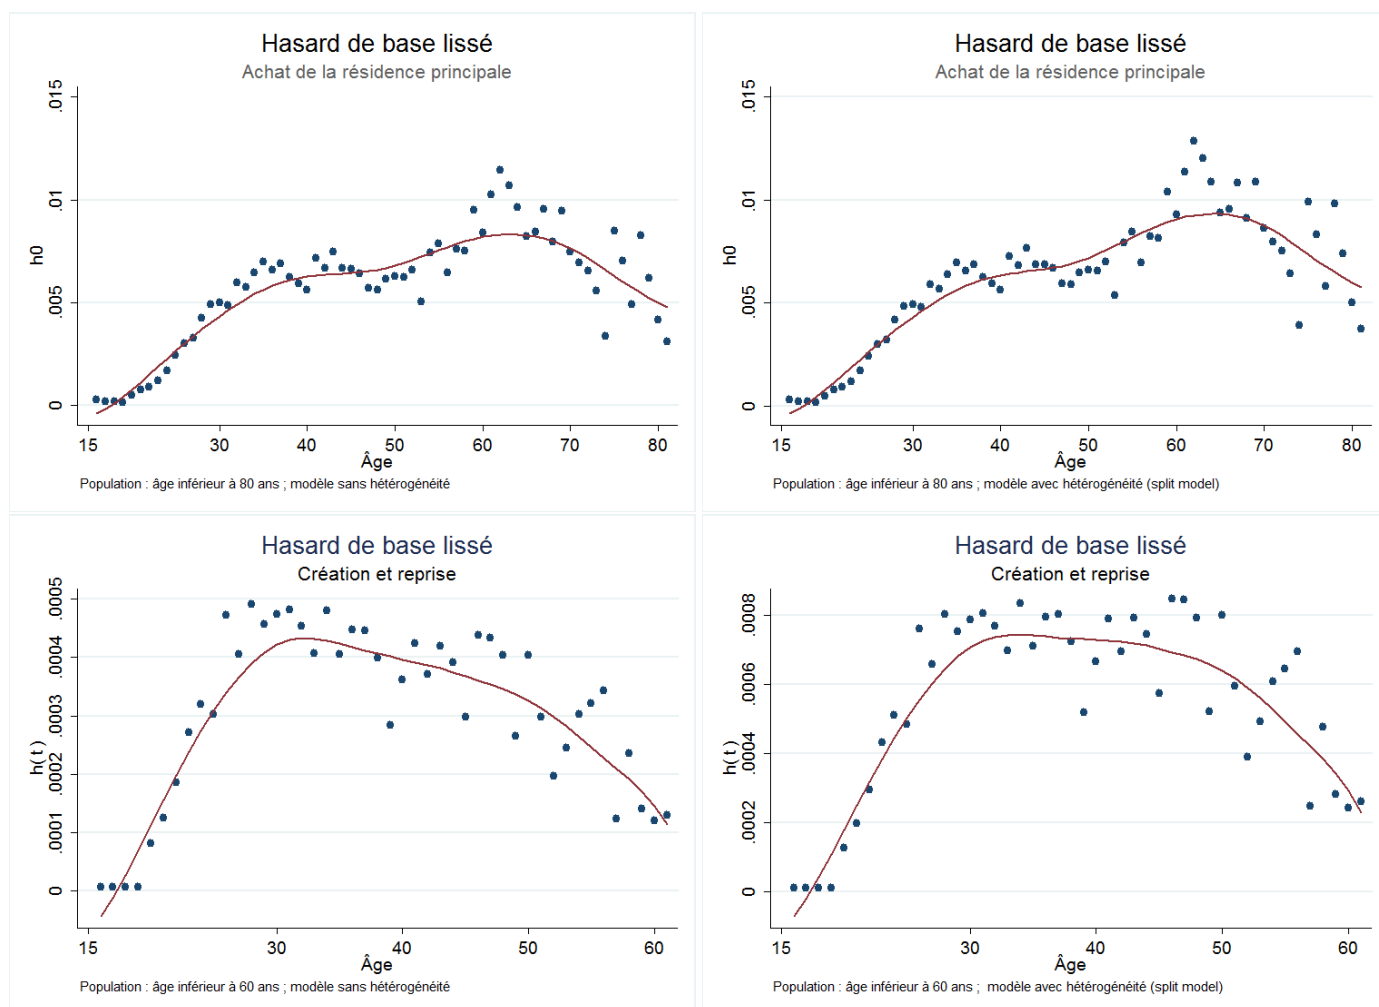 Hasard de base lissé
Achat de la résidence principale
.015
.01
.005
0
h0
15 30 40 50 60 70 80
Âge
Population : âge inférieur à 80 ans ; modèle sans hétérogénéité
Hasard de base lissé
Achat de la résidence principale
.015
.01
.005
0
h0
15 30 40 50 60 70 80
Âge
Population : âge inférieur à 80 ans ; modèle avec hétérogénéité (split model)
Hasard de base lissé
Création et reprise
.0005
.0004
.0003
.0002
.0001
0
h( t )
15 30 40 50 60
Âge
Population : âge inférieur à 60 ans ; modèle sans hétérogénéité
Hasard de base lissé
Création et reprise
.0008
.0006
.0004
.0002
0
h( t )
15 30 40 50 60
Âge
Population : âge inférieur à 60 ans ;  modèle avec hétérogénéité (split model)